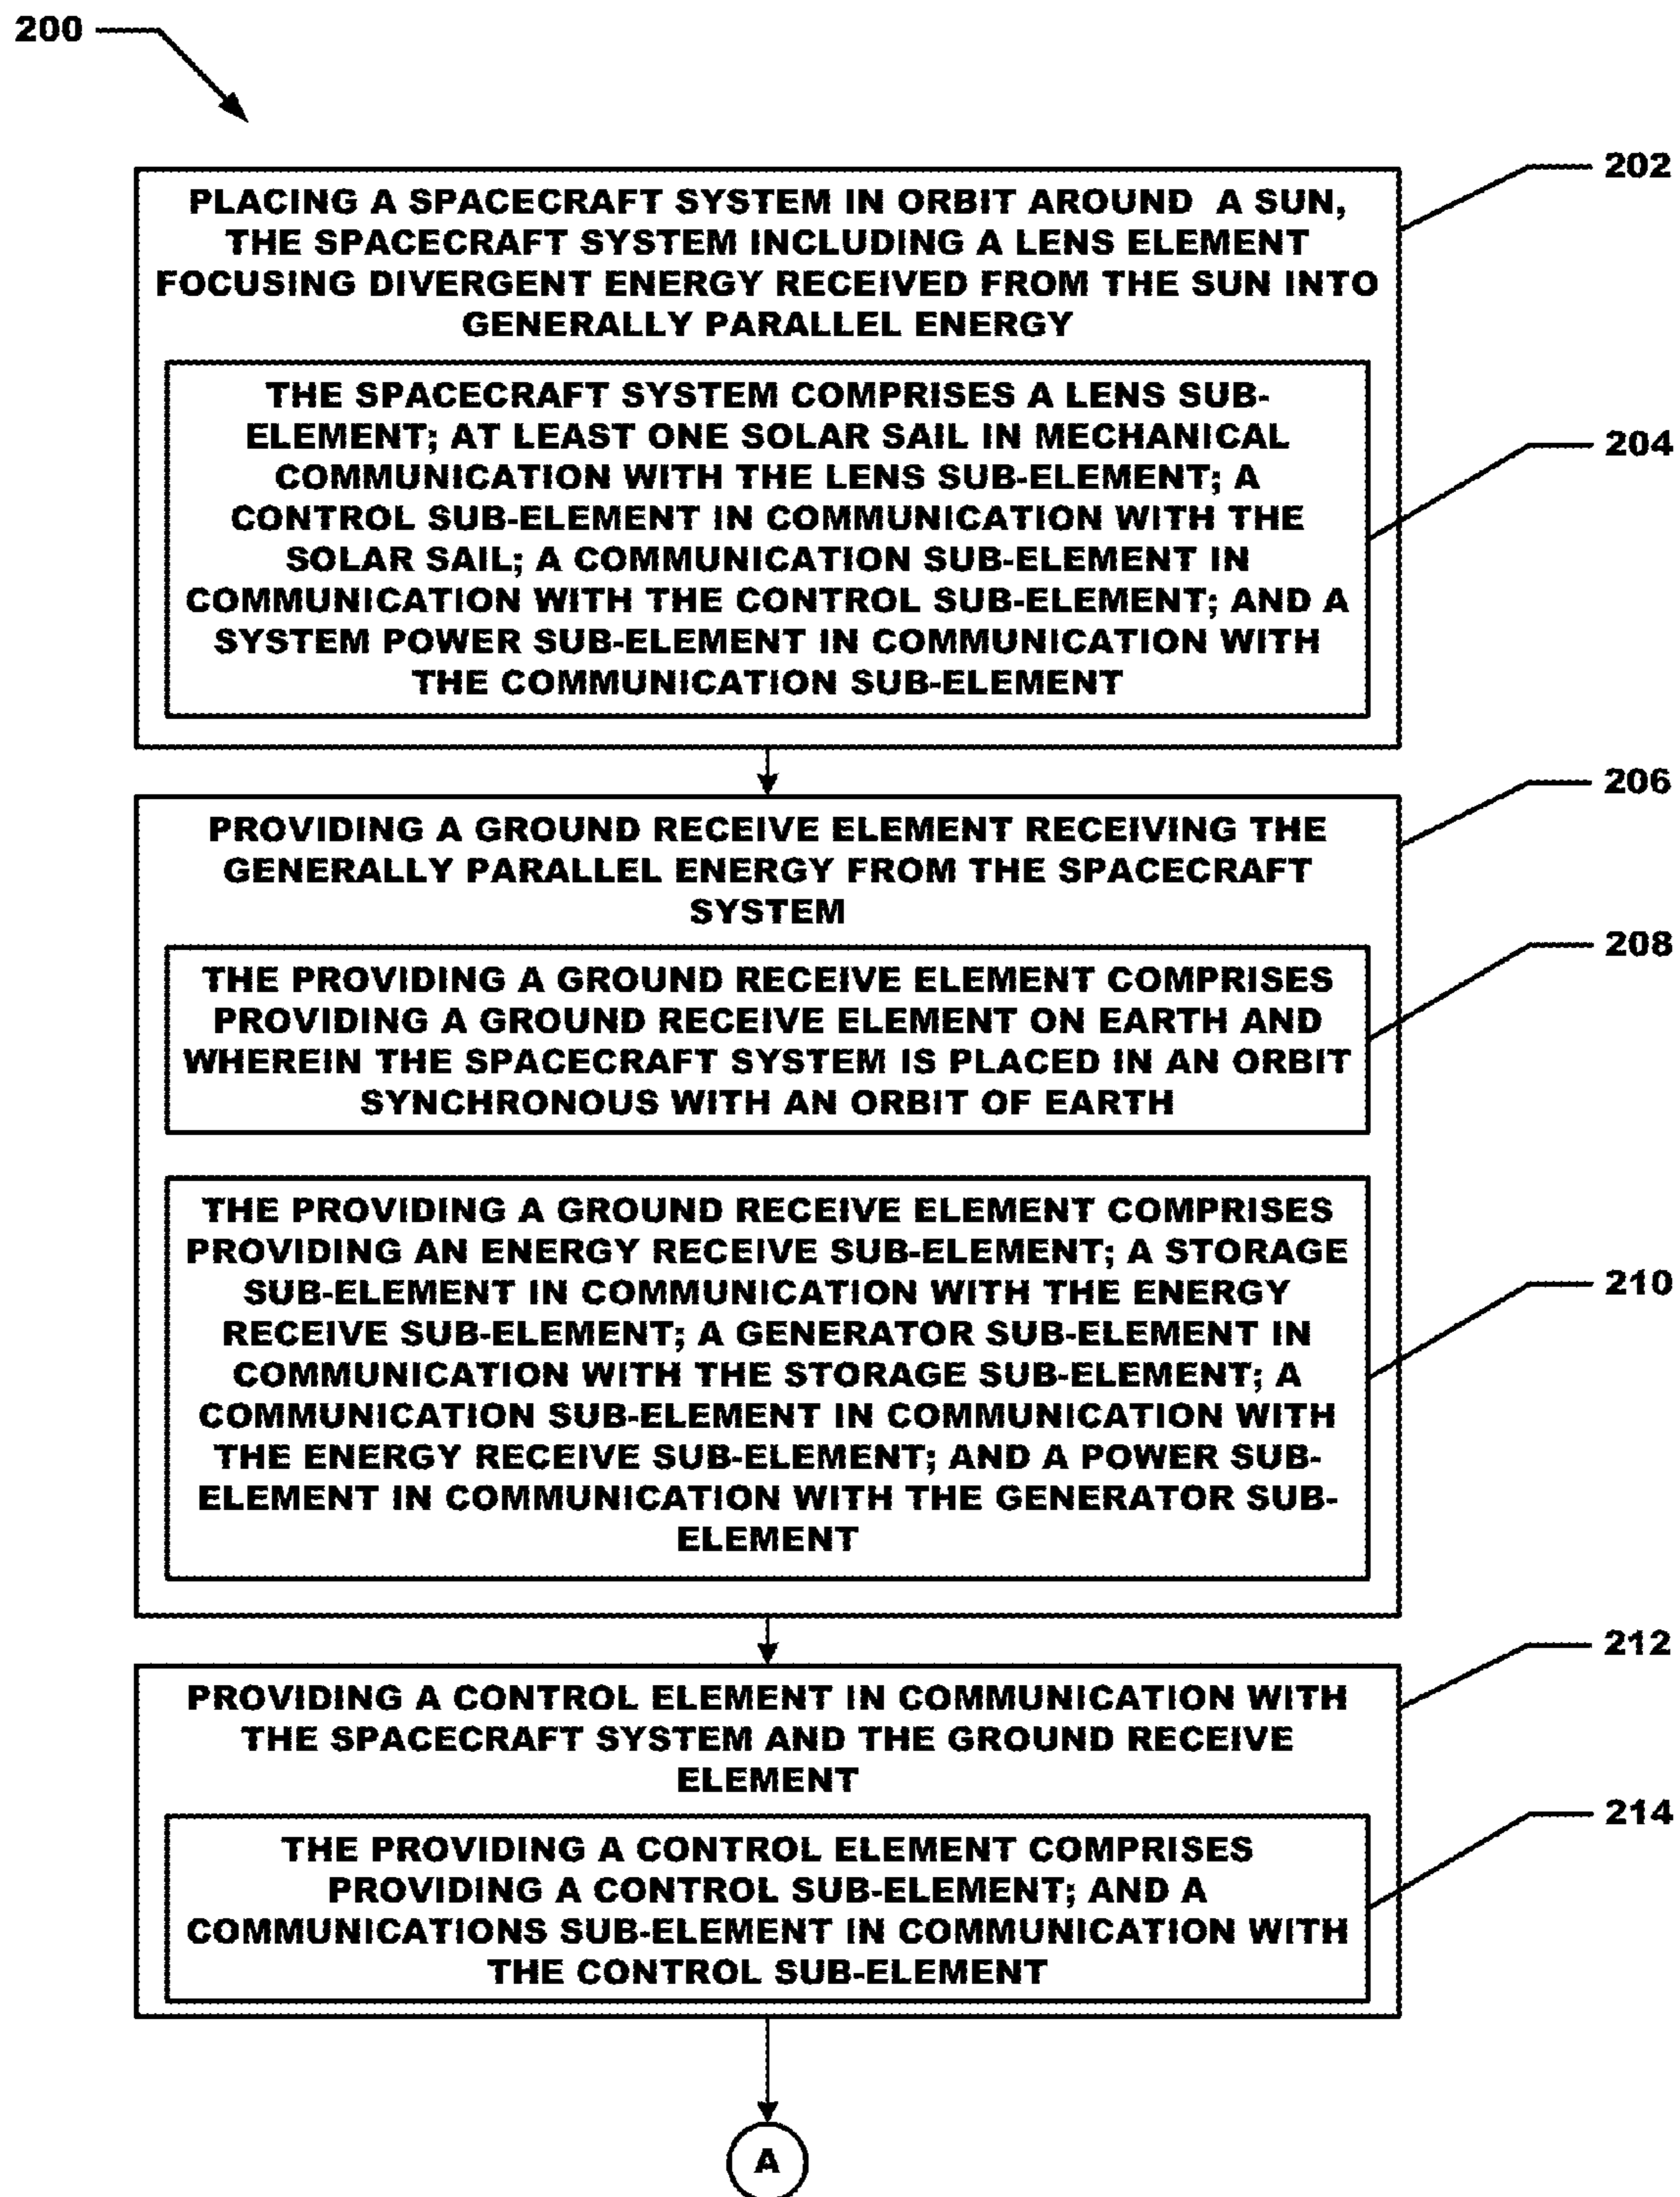 200
202
PLACING A SPACECRAFT SYSTEM IN ORBIT AROUND A SUN,
THE SPACECRAFT SYSTEM INCLUDING A LENS ELEMENT
FOCUSING DIVERGENT ENERGY RECEIVED FROM THE SUN INTO
GENERALLY PARALLEL ENERGY
THE SPACECRAFT SYSTEM COMPRISES A LENS SUB-
ELEMENT; AT LEAST ONE SOLAR SAIL IN MECHANICAL
204
COMMUNICATION WITH THE LENS SUB-ELEMENT; A
CONTROL SUB-ELEMENT IN COMMUNICATION WITH THE
SOLAR SAIL; A COMMUNICATION SUB-ELEMENT IN
COMMUNICATION WITH THE CONTROL SUB-ELEMENT; AND A
SYSTEM POWER SUB-ELEMENT IN COMMUNICATION WITH
THE COMMUNICATION SUB-ELEMENT
206
PROVIDING A GROUND RECEIVE ELEMENT RECEIVING THE
GENERALLY PARALLEL ENERGY FROM THE SPACECRAFT
SYSTEM
208
THE PROVIDING A GROUND RECEIVE ELEMENT COMPRISES
PROVIDING A GROUND RECEIVE ELEMENT ON EARTH AND
WHEREIN THE SPACECRAFT SYSTEM IS PLACED IN AN ORBIT
SYNCHRONOUS WITH AN ORBIT OF EARTH
THE PROVIDING A GROUND RECEIVE ELEMENT COMPRISES
PROVIDING AN ENERGY RECEIVE SUB-ELEMENT; A STORAGE
210
SUB-ELEMENT IN COMMUNICATION WITH THE ENERGY
RECEIVE SUB-ELEMENT; A GENERATOR SUB-ELEMENT IN
COMMUNICATION WITH THE STORAGE SUB-ELEMENT; A
COMMUNICATION SUB-ELEMENT IN COMMUNICATION WITH
THE ENERGY RECEIVE SUB-ELEMENT; AND A POWER SUB-
ELEMENT IN COMMUNICATION WITH THE GENERATOR SUB-
ELEMENT
212
PROVIDING A CONTROL ELEMENT IN COMMUNICATION WITH
THE SPACECRAFT SYSTEM AND THE GROUND RECEIVE
ELEMENT
214
THE PROVIDING A CONTROL ELEMENT COMPRISES
PROVIDING A CONTROL SUB-ELEMENT; AND A
COMMUNICATIONS SUB-ELEMENT IN COMMUNICATION WITH
THE CONTROL SUB-ELEMENT
A